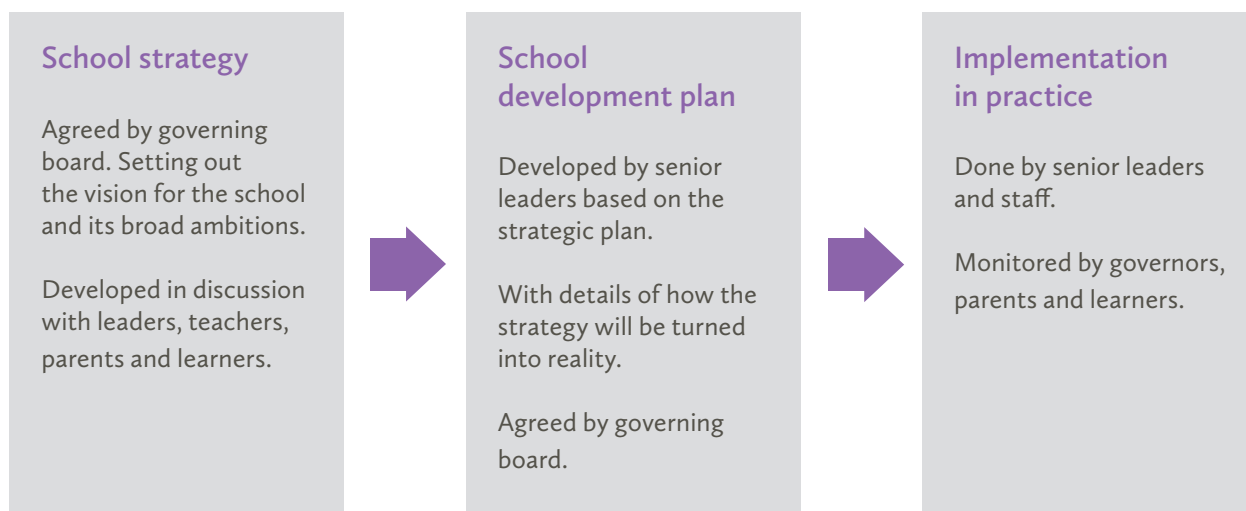 School strategy
Agreed by governing
board. Setting out
the vision for the school
and its broad ambitions.
Developed in discussion
with leaders, teachers,
parents and learners.
School
development plan
Developed by senior
leaders based on the
strategic plan.
With details of how the
strategy will be turned
into reality.
Agreed by governing
board.
Implementation
in practice
Done by senior leaders
and staff.
Monitored by governors,
parents and learners.